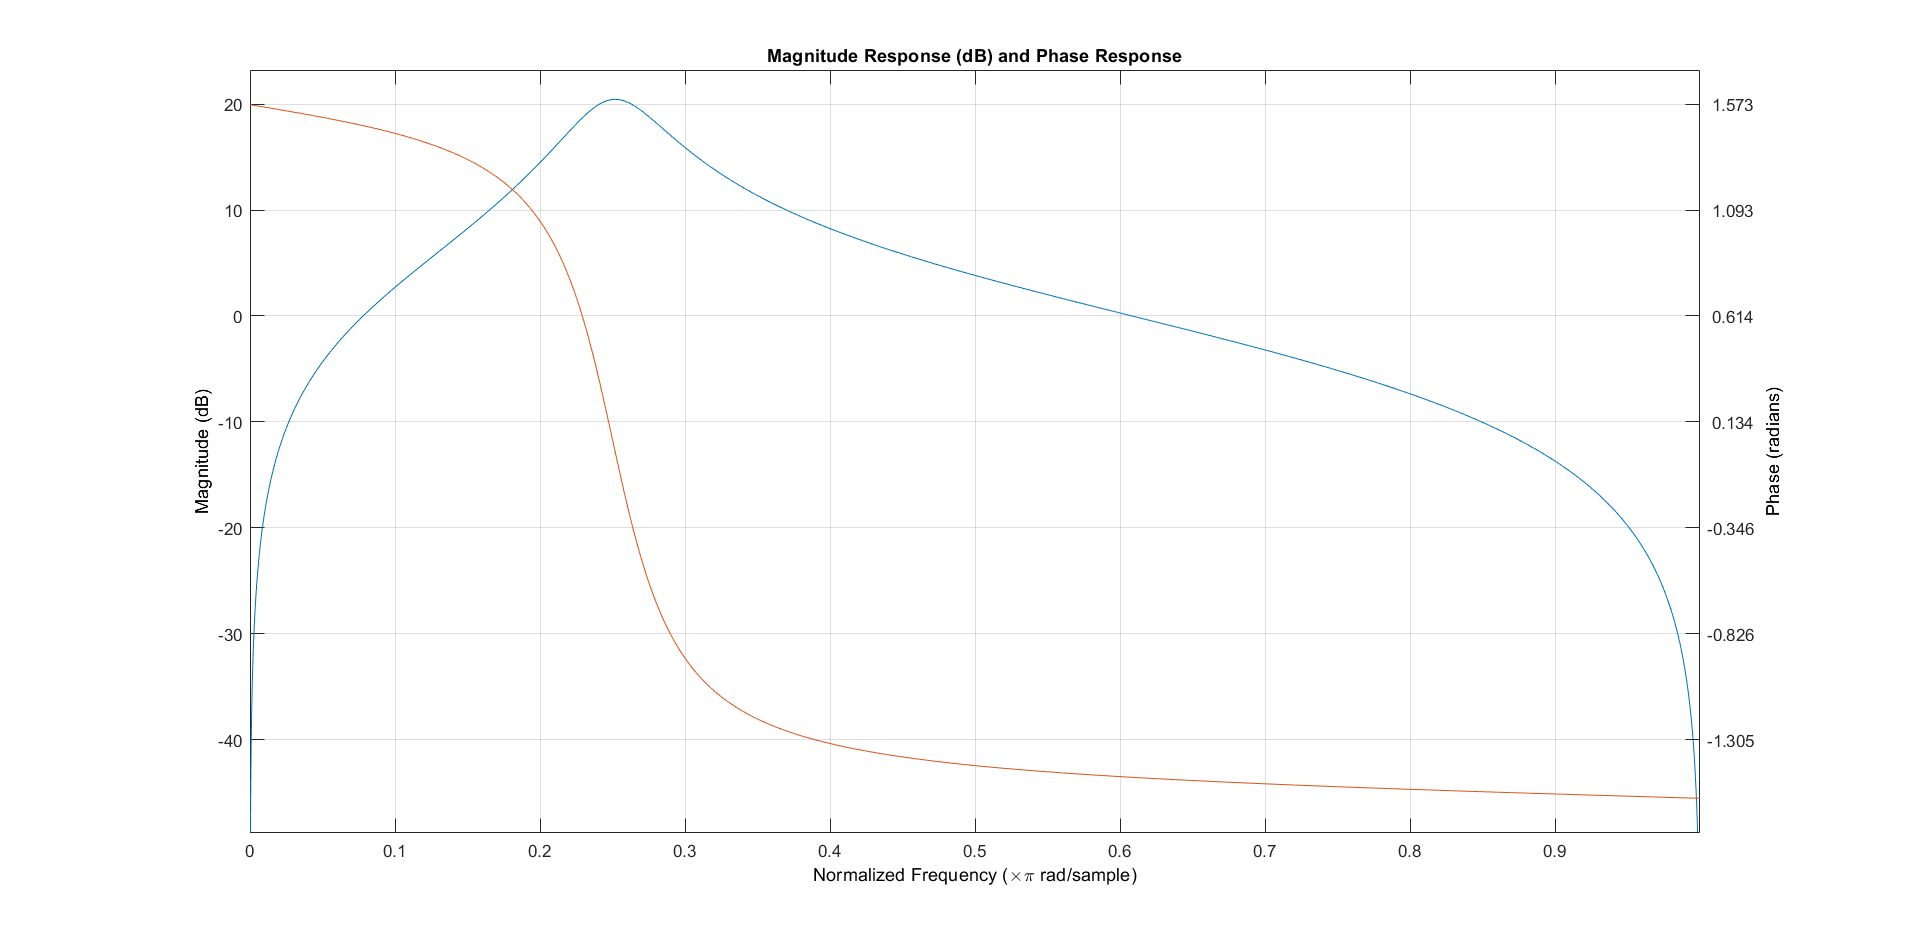 Magnitude Response (dB) and Phase Response
Magnitude (dB)
20
10
0
-10
-20
-30
-40
1.573
1.093
0.614
0.134
-0.346
-0.826
-1.305
Phase (radians)
0 0.1 0.2 0.3 0.4 0.5 0.6 0.7 0.8 0.9
Normalized Frequency (×π rad/sample)